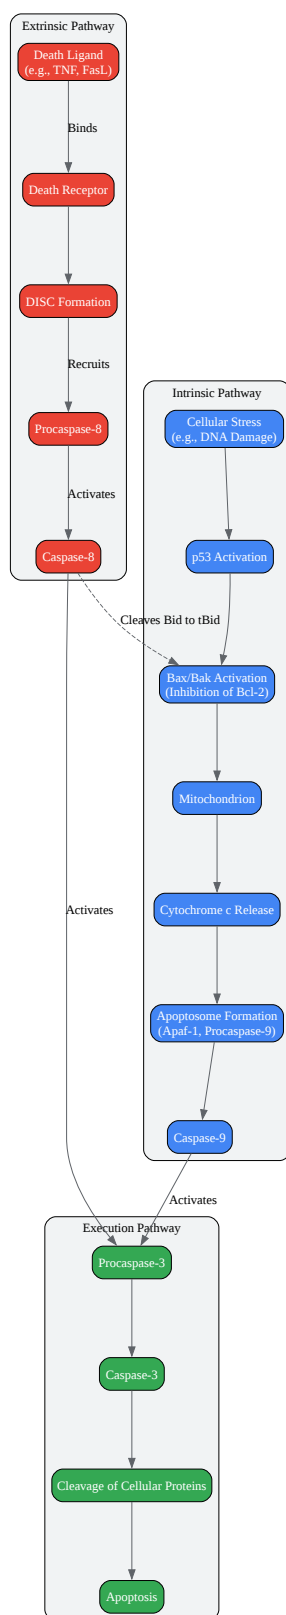 Extrinsic Pathway
Death Ligand
(e.g., TNF, FasL)
Binds
Death Receptor
DISC Formation
Recruits
Procaspase-8
Activates
Caspase-8
Intrinsic Pathway
Cellular Stress
(e.g., DNA Damage)
p53 Activation
Cleaves Bid to tBid
Bax/Bak Activation
(Inhibition of Bcl-2)
Mitochondrion
Cytochrome c Release
Activates
Apoptosome Formation
(Apaf-1, Procaspase-9)
Caspase-9
Activates
Execution Pathway
Procaspase-3
Caspase-3
Cleavage of Cellular Proteins
Apoptosis